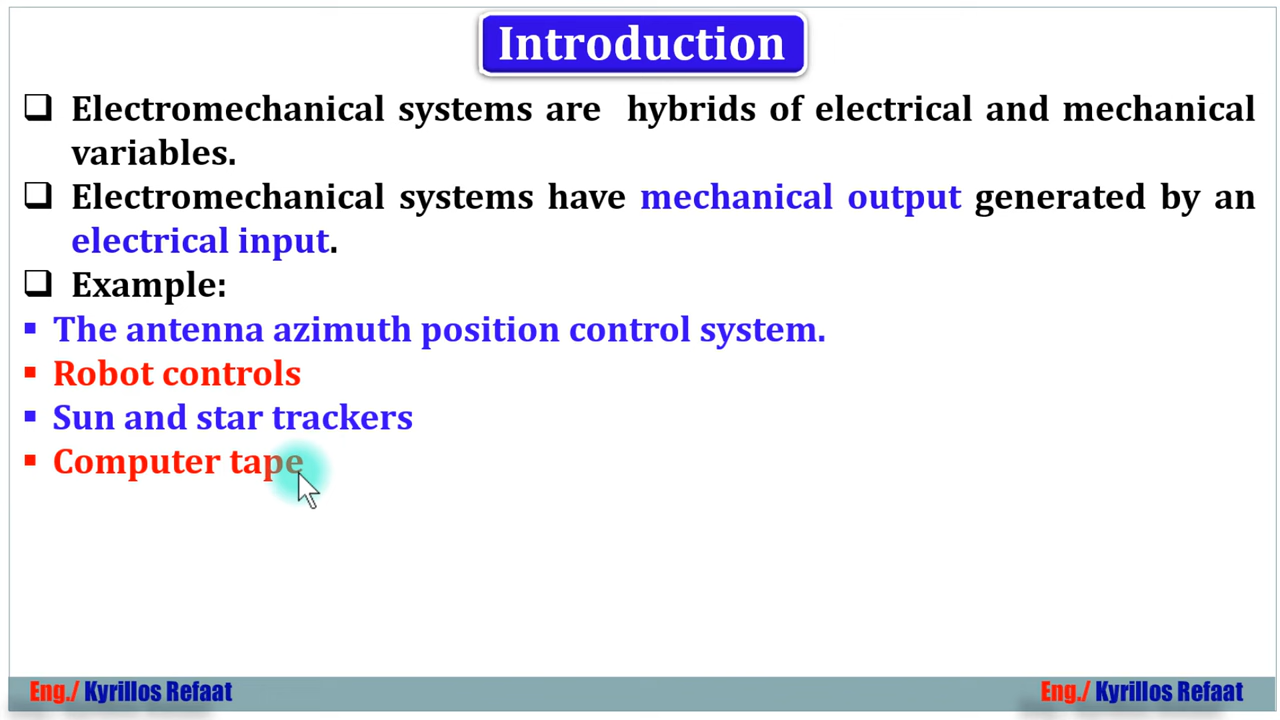 Introduction
❑ Electromechanical systems are hybrids of electrical and mechanical
variables.
❑ Electromechanical systems have mechanical output generated by an
electrical input.
❑ Example:
▪ The antenna azimuth position control system.
▪ Robot controls
▪ Sun and star trackers
▪ Computer tape
Eng./ Kyrillos Refaat
Eng./ Kyrillos Refaat